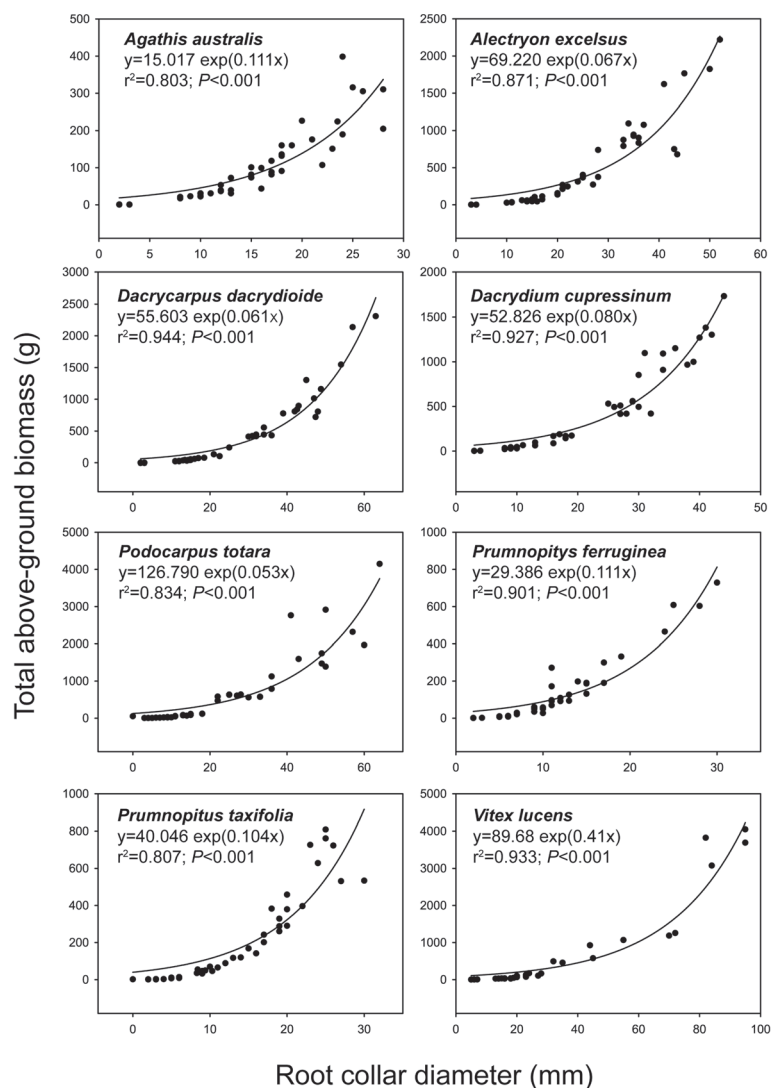 Agathis australis
y=15.017 exp(0.111x)
r²=0.803; P<0.001
500
400
300
200
100
0
0 5 10 15 20 25 30
Alectryon excelsus
y=69.220 exp(0.067x)
r²=0.871; P<0.001
2500
2000
1500
1000
500
0
0 10 20 30 40 50 60
Dacrycarpus dacrydioide
y=55.603 exp(0.061x)
r²=0.944; P<0.001
3000
2500
2000
1500
1000
500
0
0 20 40 60
Dacrydium cupressinum
y=52.826 exp(0.080x)
r²=0.927; P<0.001
2000
1500
1000
500
0
0 10 20 30 40 50
Podocarpus totara
y=126.790 exp(0.053x)
r²=0.834; P<0.001
5000
4000
3000
2000
1000
0
0 20 40 60
Prumnopitys ferruginea
y=29.386 exp(0.111x)
r²=0.901; P<0.001
1000
800
600
400
200
0
0 10 20 30
Prumnopitus taxifolia
y=40.046 exp(0.104x)
r²=0.807; P<0.001
1000
800
600
400
200
0
0 10 20 30
Vitex lucens
y=89.68 exp(0.41x)
r²=0.933; P<0.001
5000
4000
3000
2000
1000
0
0 20 40 60 80 100
Total above-ground biomass (g)
Root collar diameter (mm)